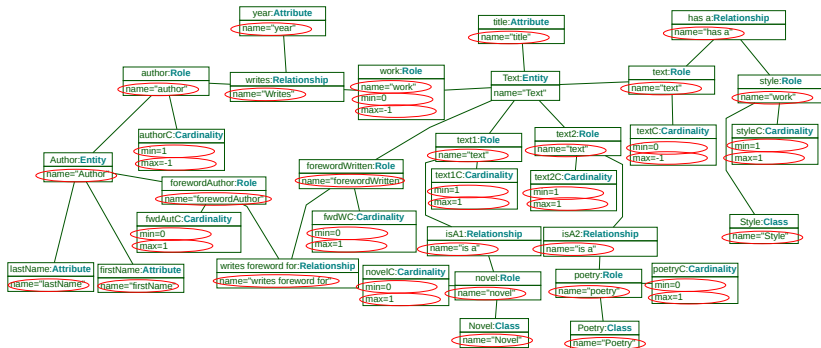 year:Attribute
name="year"
title:Attribute
name="title"
has a:Relationship
name="has a"
author:Role
name="author"
writes:Relationship
name="Writes"
work:Role
name="work"
min=0
max=-1
Text:Entity
name="Text"
text:Role
name="text"
style:Role
name="work"
authorC:Cardinality
min=1
max=-1
text1:Role
name="text"
text2:Role
name="text"
textC:Cardinality
min=0
max=-1
styleC:Cardinality
min=1
max=1
Author:Entity
name="Author"
forewordAuthor:Role
name="forewordAuthor"
forewordWritten:Role
name="forewordWritten
text1C:Cardinality
min=1
max=1
text2C:Cardinality
min=1
max=1
fwdAutC:Cardinality
min=0
max=1
fwdWC:Cardinality
min=0
max=1
isA1:Relationship
name="is a"
isA2:Relationship
name="is a"
Style:Class
name="Style"
lastName:Attribute
name="lastName
firstName:Attribute
name="firstName
writes foreword for:Relationship
name="writes foreword for"
novelC:Cardinality
min=0
max=1
novel:Role
name="novel"
poetry:Role
name="poetry
poetryC:Cardinality
min=0
max=1
Novel:Class
name="Novel"
Poetry:Class
name="Poetry"